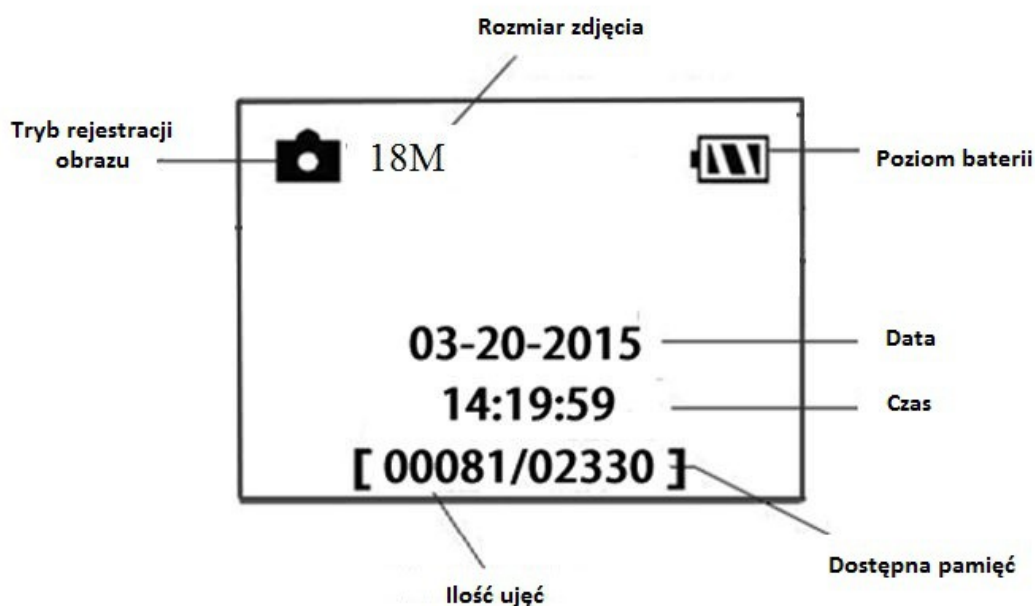 Rozmiar zdjęcia
Tryb rejestracji
obrazu
18M
Poziom baterii
03-20-2015
Data
14:19:59
Czas
[ 00081/02330 ]
Dostępna pamięć
Ilość ujęć